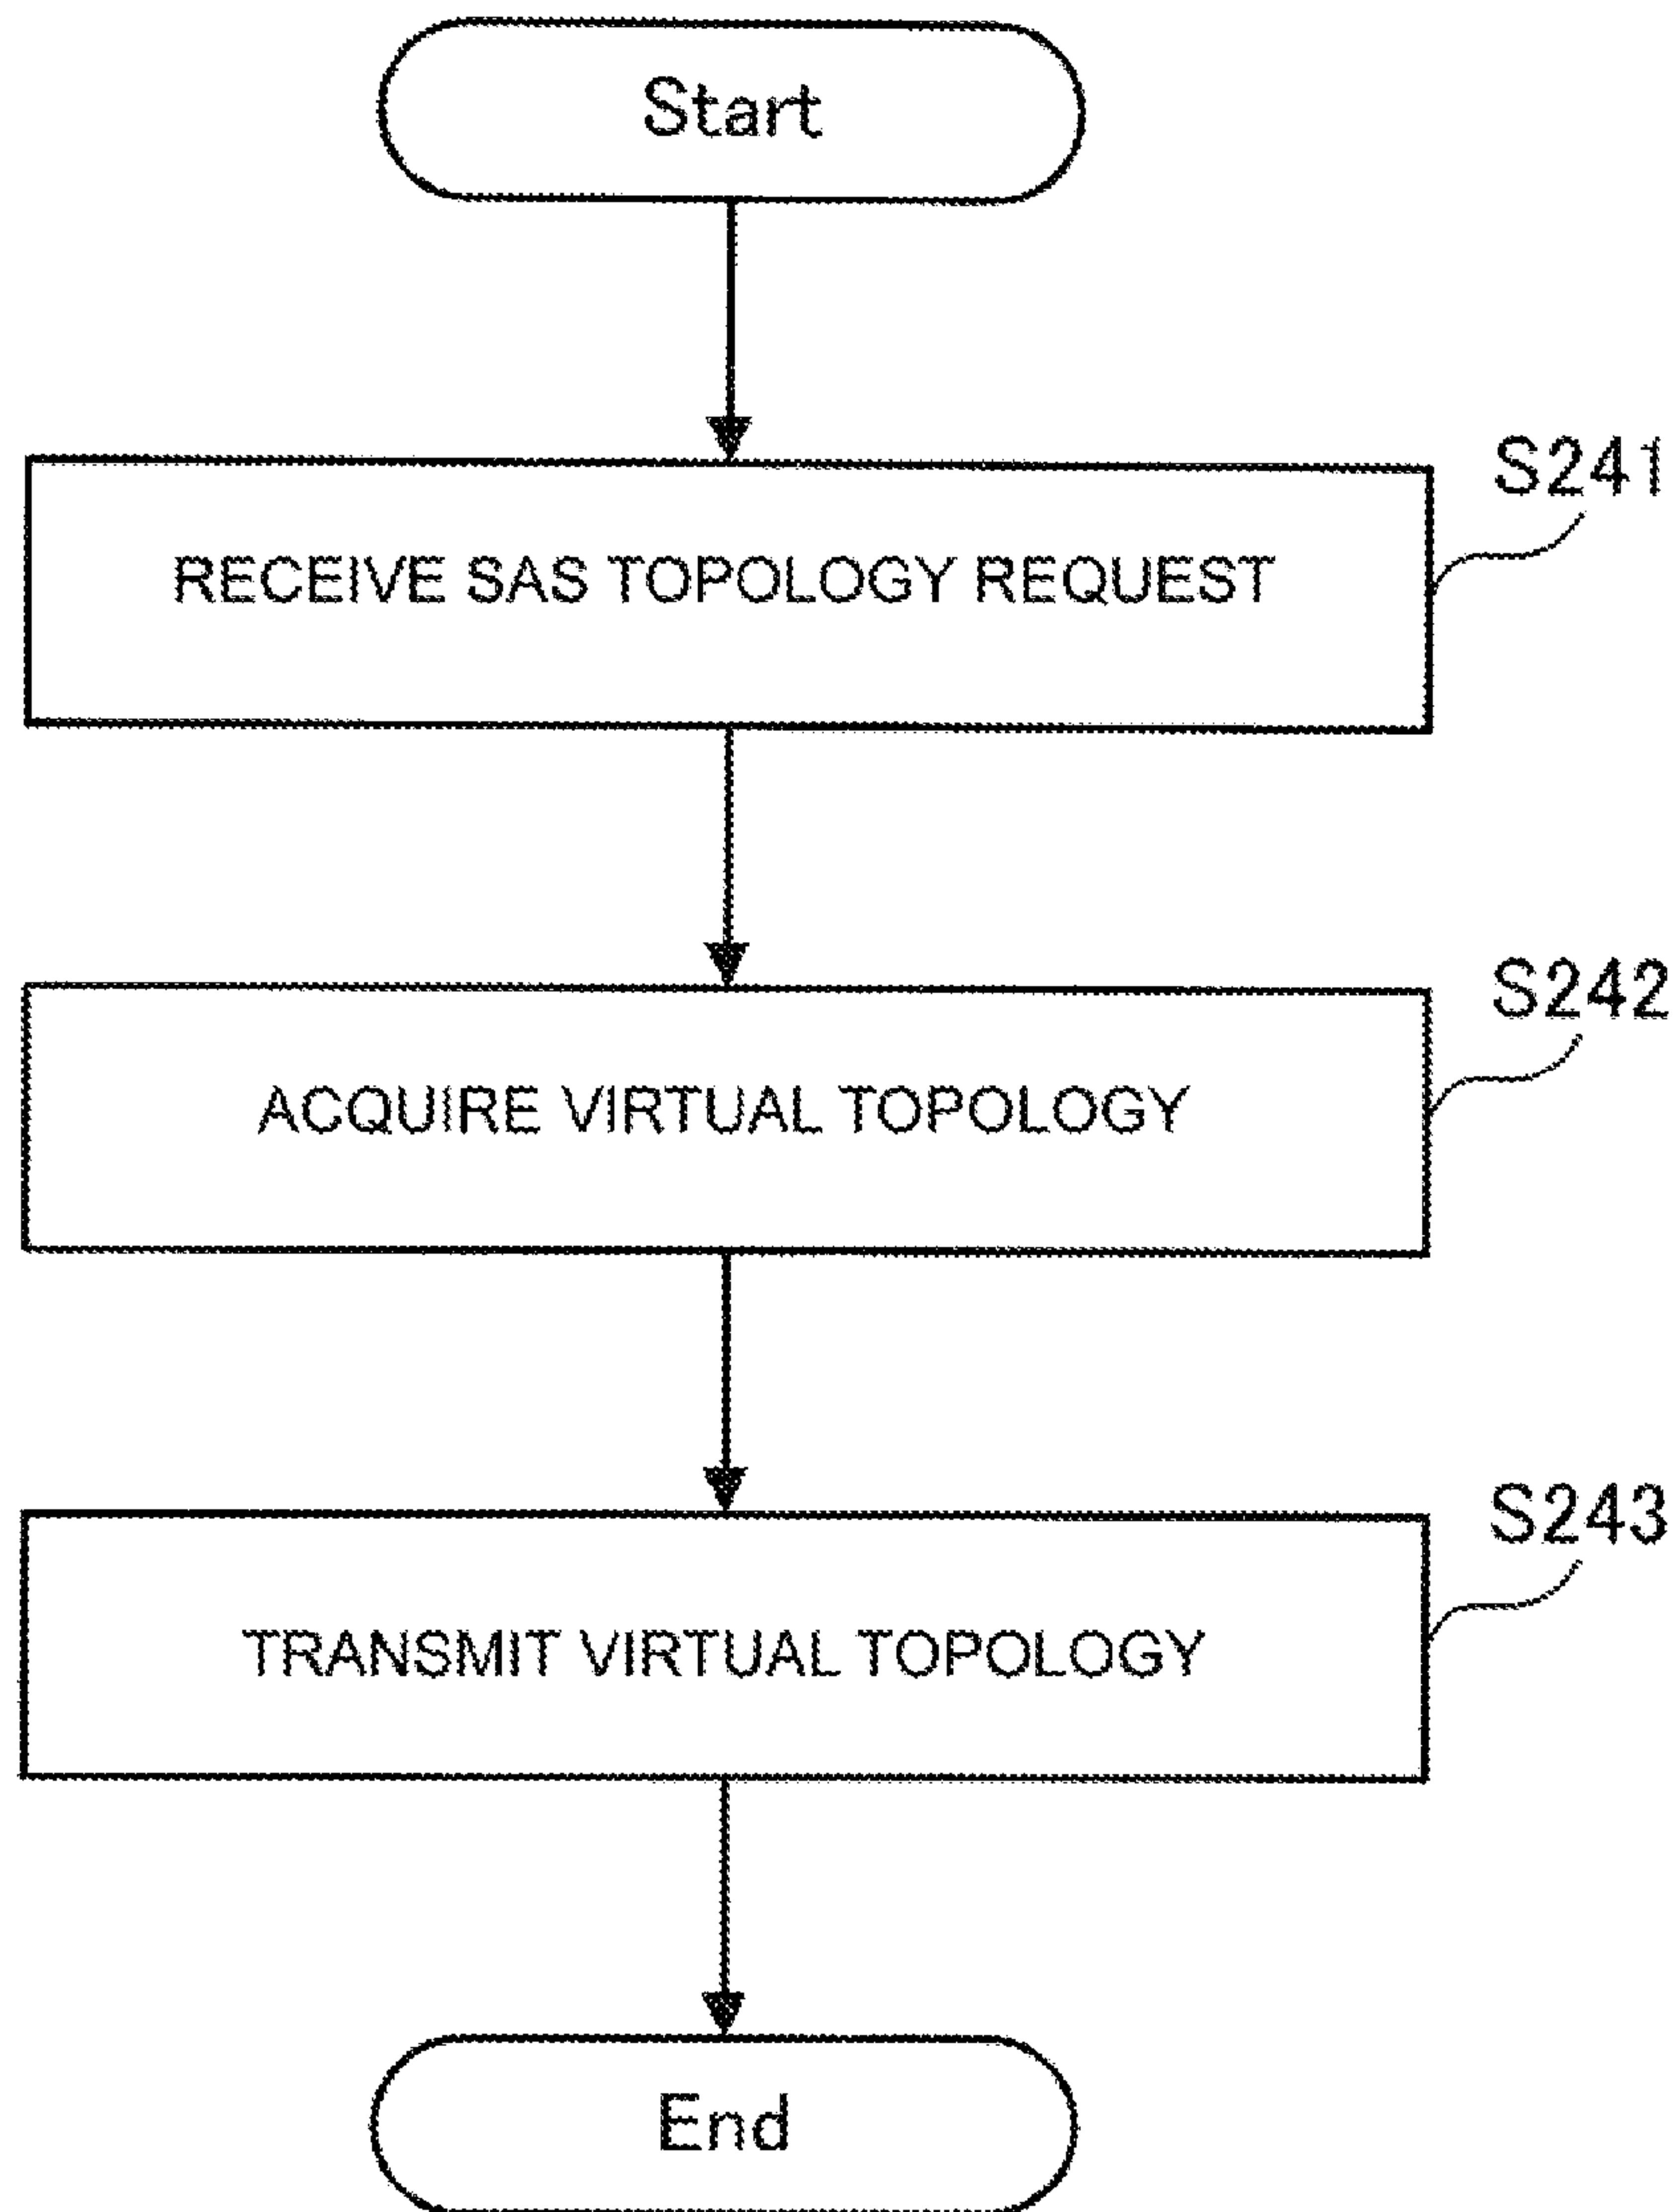 Start
S241
RECEIVE SAS TOPOLOGY REQUEST
S242
ACQUIRE VIRTUAL TOPOLOGY
S243
TRANSMIT VIRTUAL TOPOLOGY
End